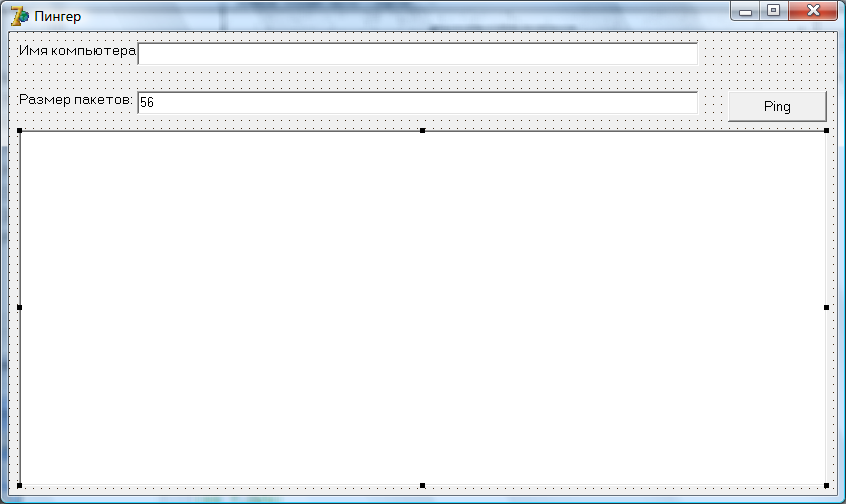 Пингер
Имя компьютера
Размер пакетов: 56
Ping